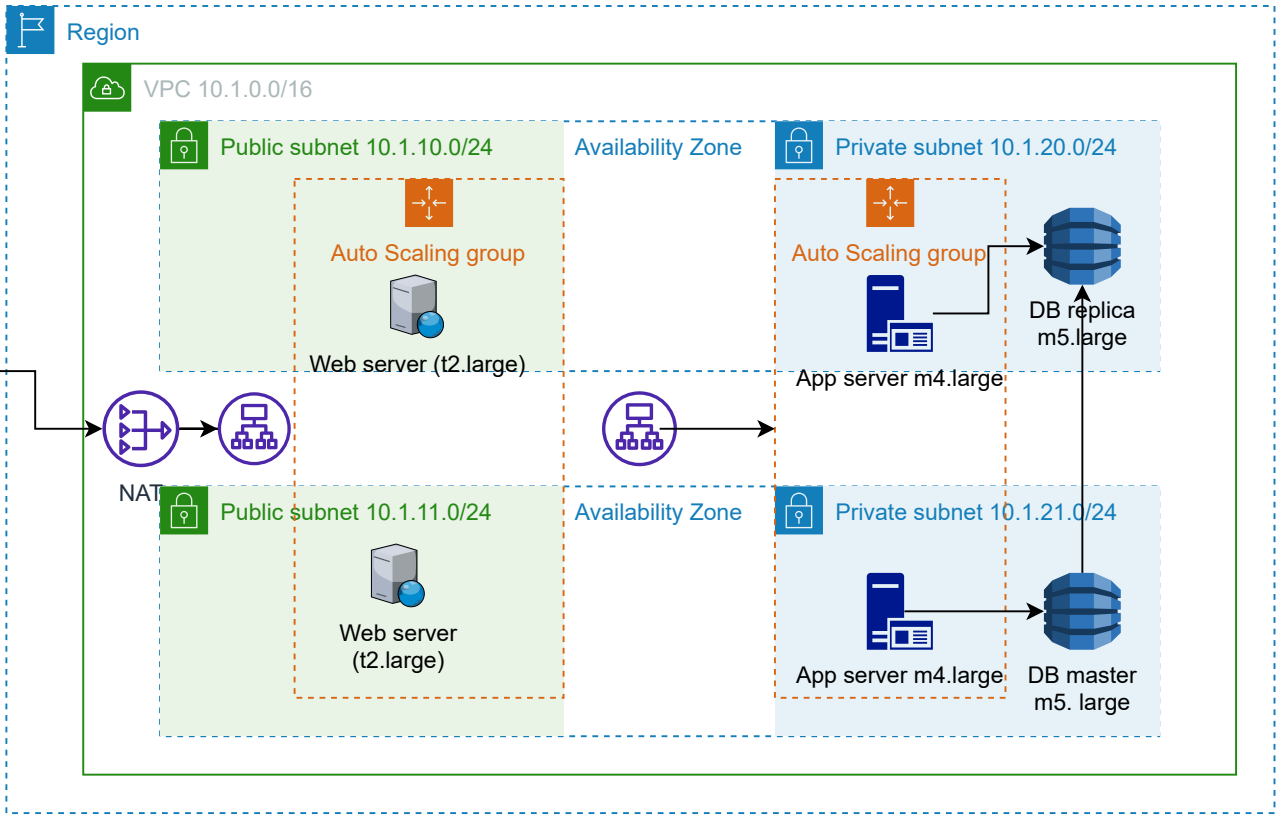 Region
VPC 10.1.0.0/16
Public subnet 10.1.10.0/24
Availability Zone
Private subnet 10.1.20.0/24
Auto Scaling group
Auto Scaling group
Web server (t2.large)
App server m4.large
DB replica
m5.large
NAT
Public subnet 10.1.11.0/24
Availability Zone
Private subnet 10.1.21.0/24
Web server
(t2.large)
App server m4.large
DB master
m5. large